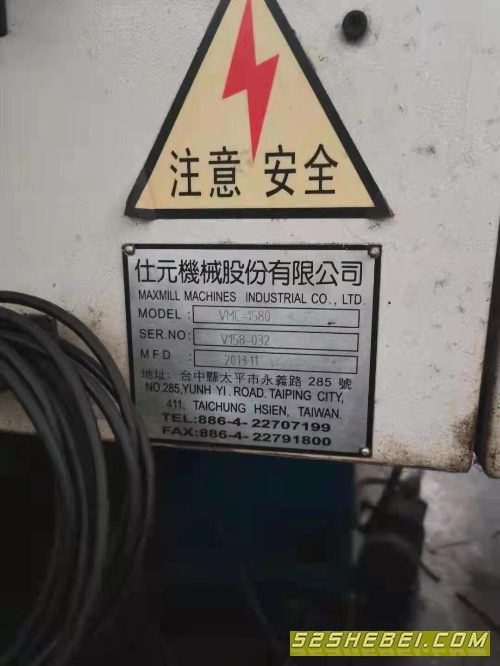 注意 安全
仕元機械股份有限公司
MAXMILL MACHINES INDUSTRIAL CO., LTD.
MODEL : VMC-1580
SER.NO: V158-032
MFD : 2013 11
地址: 台中縣太平市永義路 285 號
NO.285,YUNH YI. ROAD. TAIPING CITY,
411, TAICHUNG HSIEN, TAIWAN.
TEL:886-4- 22707199
FAX:886-4- 22791800
52SHEBEI.COM